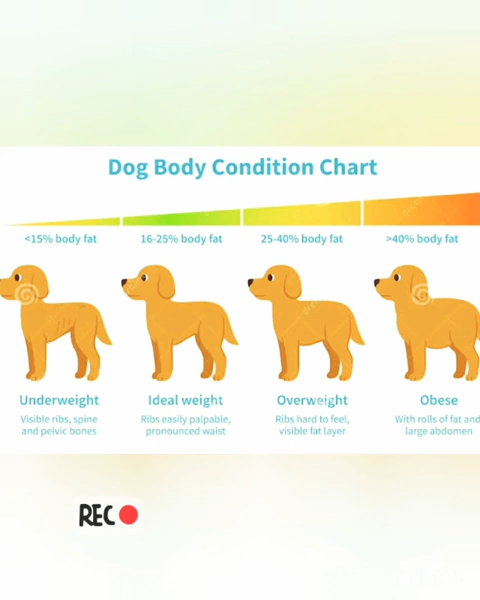 Dog Body Condition Chart
<15% body fat
16-25% body fat
25-40% body fat
>40% body fat
Underweight
Visible ribs, spine
and pelvic bones
Ideal weight
Ribs easily palpable,
pronounced waist
Overweight
Ribs hard to feel,
visible fat layer
Obese
With rolls of fat and
large abdomen
REC